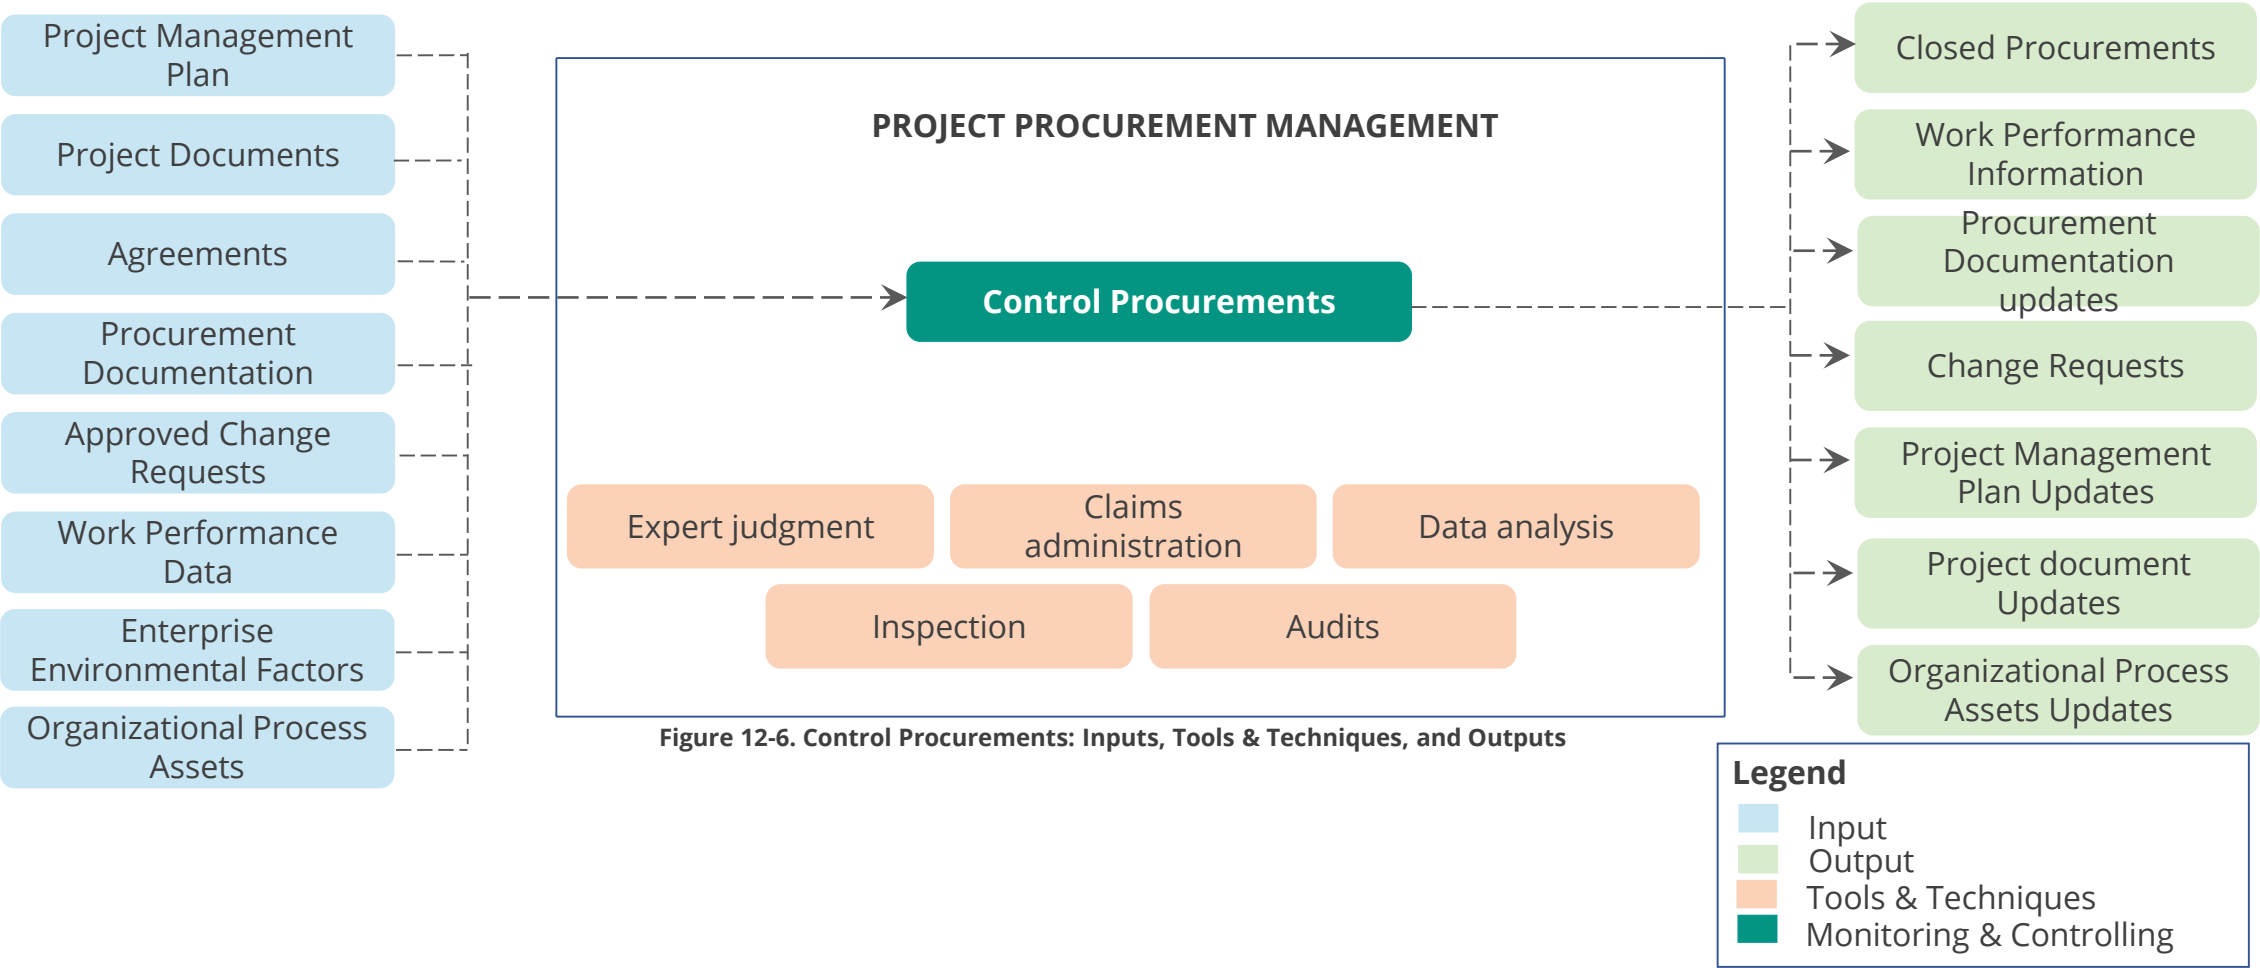 Project Management
Plan
Project Documents
Agreements
Procurement
Documentation
Approved Change
Requests
Work Performance
Data
Enterprise
Environmental Factors
Organizational Process
Assets
PROJECT PROCUREMENT MANAGEMENT
Control Procurements
Expert judgment
Claims
administration
Data analysis
Inspection
Audits
Figure 12-6. Control Procurements: Inputs, Tools & Techniques, and Outputs
Closed Procurements
Work Performance
Information
Procurement
Documentation
updates
Change Requests
Project Management
Plan Updates
Project document
Updates
Organizational Process
Assets Updates
Legend
Input
Output
Tools & Techniques
Monitoring & Controlling